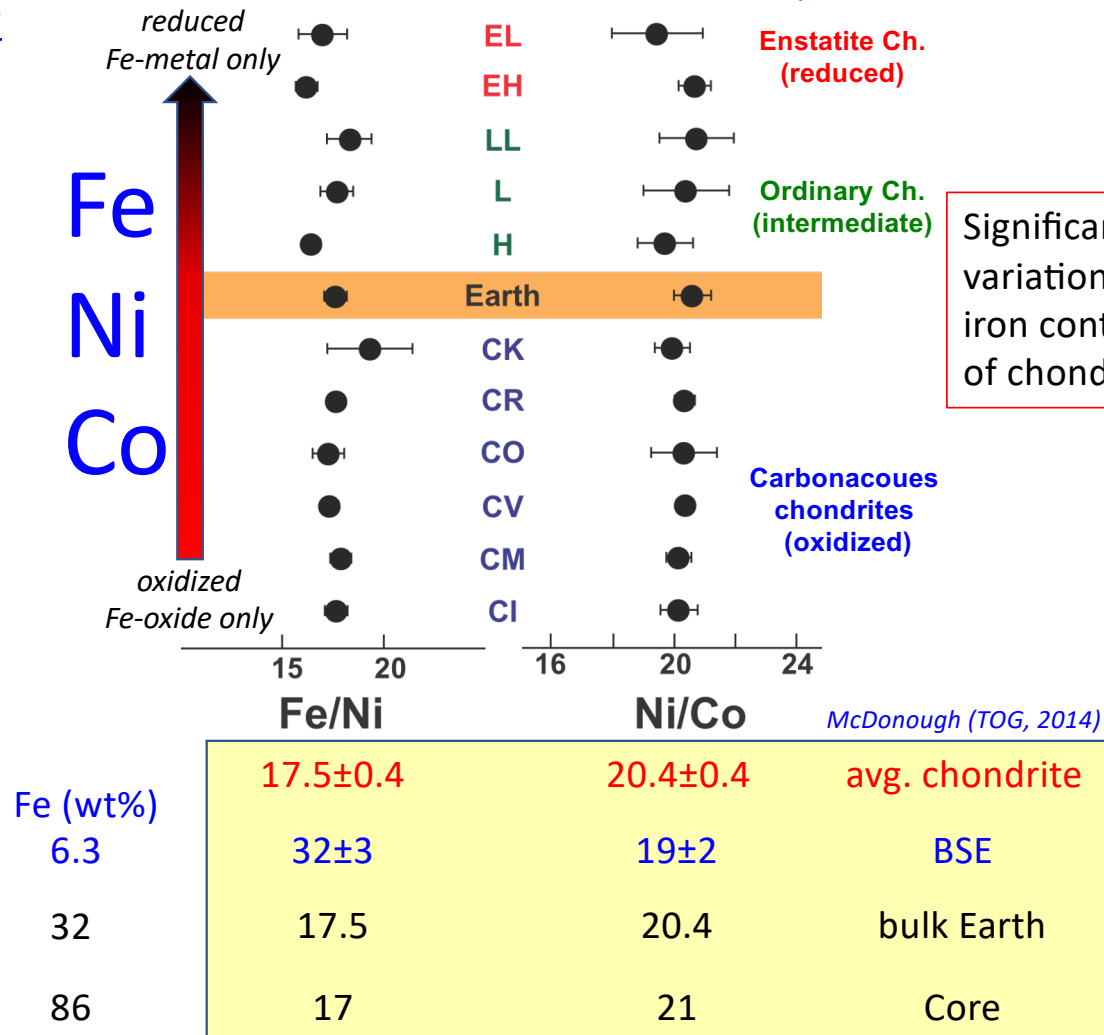 reduced
Fe-metal only
EL
Enstatite Ch.
(reduced)
EH
LL
Fe
L
Ordinary Ch.
(intermediate)
H
Ni
Earth
CK
Co
CR
CO
CV
Carbonacoues
chondrites
(oxidized)
CM
CI
oxidized
Fe-oxide only
variation
of
15 20
16 20 24
Fe/Ni Ni/Co
McDonough (TOG, 2014)
Fe (wt%)
17.5±0.4 20.4±0.4 avg. chondrite
6.3 32±3 19±2 BSE
32 17.5 20.4 bulk Earth
86 17 21 Core
iron